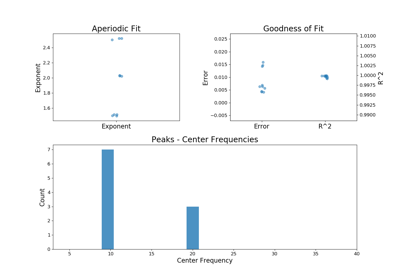 Aperiodic Fit
Exponent
2.4
2.2
2.0
1.8
1.6
Exponent
Goodness of Fit
Error
0.025
0.020
0.015
0.010
0.005
0.000
−0.005
Error
R^2
1.0100
1.0075
1.0050
1.0025
1.0000
0.9975
0.9950
0.9925
0.9900
R^2
Peaks - Center Frequencies
Count
7
6
5
4
3
2
1
0
5 10 15 20 25 30 35 40
Center Frequency